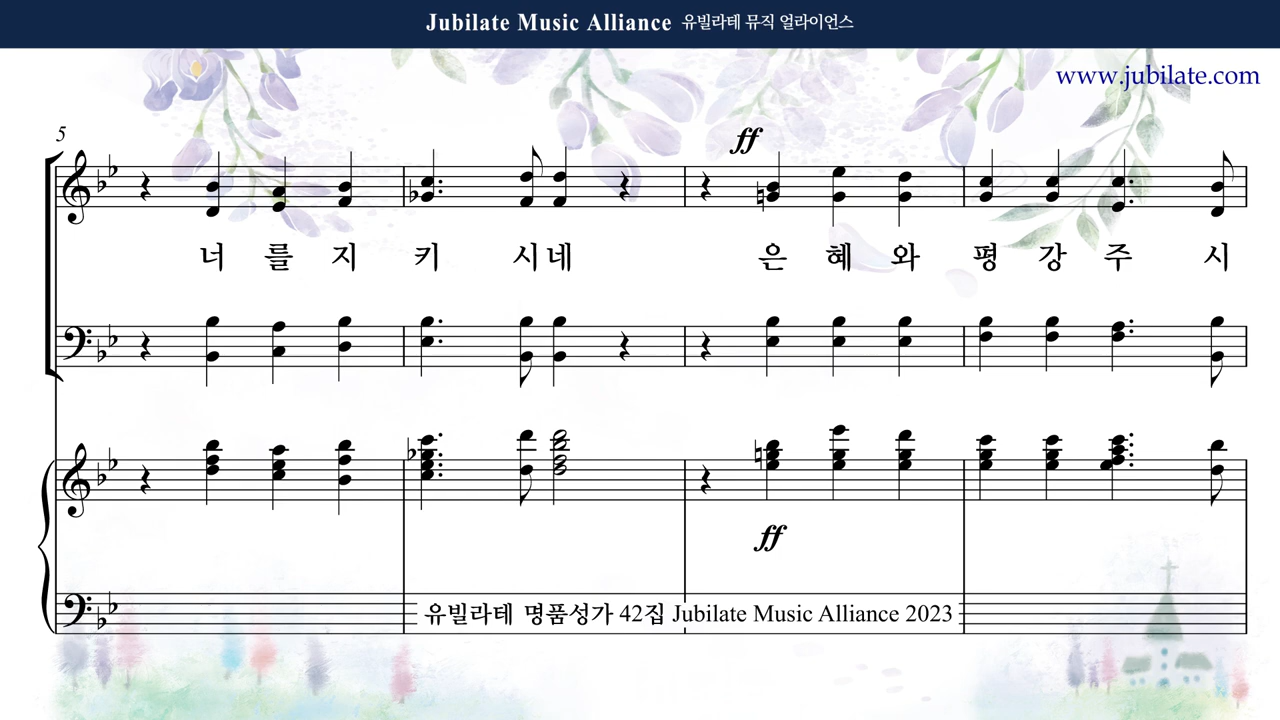 Jubilate Music Alliance 유빌라테 뮤직 얼라이언스
www.jubilate.com
5
ff
너 를 지 키 시 네 은 혜 와 평 강 주 시
ff
유빌라테 명품성가 42집 Jubilate Music Alliance 2023